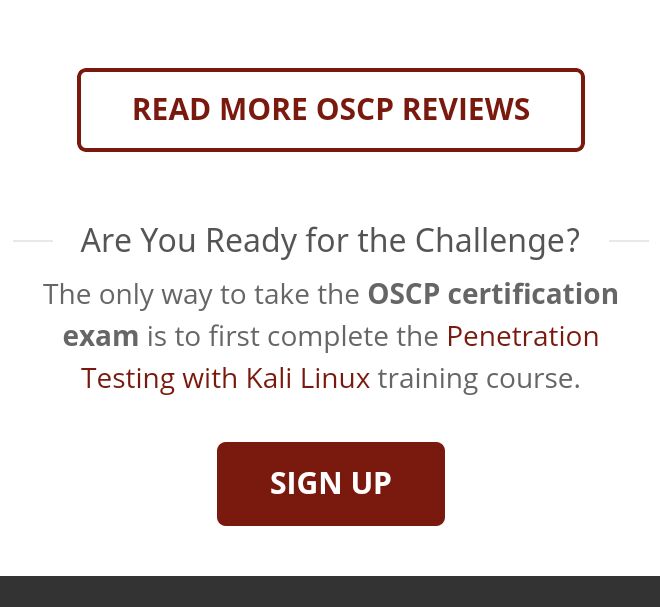 READ MORE OSCP REVIEWS
Are You Ready for the Challenge?
The only way to take the OSCP certification
exam is to first complete the Penetration
Testing with Kali Linux training course.
SIGN UP